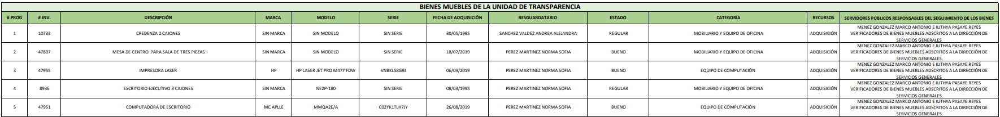 BIENES MUEBLES DE LA UNIDAD DE TRANSPARENCIA
# PROG # INV. DESCRIPCIÓN MARCA MODELO SERIE FECHA DE ADQUISICIÓN RESGUARDATARIO ESTADO CATEGORÍA RECURSOS SERVIDORES PÚBLICOS RESPONSABLES DEL SEGUIMIENTO DE LOS BIENES
1 10733 CREDENZA 2 CAJONES SIN MARCA SIN MODELO SIN SERIE 30/05/1995 SANCHEZ VALDEZ ANDREA ALEJANDRA REGULAR MOBILIARIO Y EQUIPO DE OFICINA ADQUISICIÓN MENEZ GONZALEZ MARCO ANTONIO E ILITHYA PASAYE REYES
VERIFICADORES DE BIENES MUEBLES ADSCRITOS A LA DIRECCIÓN DE
SERVICIOS GENERALES
2 47807 MESA DE CENTRO PARA SALA DE TRES PIEZAS SIN MARCA SIN MODELO SIN SERIE 18/07/2019 PEREZ MARTINEZ NORMA SOFIA BUENO MOBILIARIO Y EQUIPO DE OFICINA ADQUISICIÓN MENEZ GONZALEZ MARCO ANTONIO E ILITHYA PASAYE REYES
VERIFICADORES DE BIENES MUEBLES ADSCRITOS A LA DIRECCIÓN DE
SERVICIOS GENERALES
3 47955 IMPRESORA LASER HP HP LASER JET PRO M477 FDW VNBKL58G9J 06/09/2019 PEREZ MARTINEZ NORMA SOFIA BUENO EQUIPO DE COMPUTACIÓN ADQUISICIÓN MENEZ GONZALEZ MARCO ANTONIO E ILITHYA PASAYE REYES
VERIFICADORES DE BIENES MUEBLES ADSCRITOS A LA DIRECCIÓN DE
SERVICIOS GENERALES
4 8936 ESCRITORIO EJECUTIVO 3 CAJONES SIN MARCA NE2P-180 SIN SERIE 08/03/1995 PEREZ MARTINEZ NORMA SOFIA REGULAR MOBILIARIO Y EQUIPO DE OFICINA ADQUISICIÓN MENEZ GONZALEZ MARCO ANTONIO E ILITHYA PASAYE REYES
VERIFICADORES DE BIENES MUEBLES ADSCRITOS A LA DIRECCIÓN DE
SERVICIOS GENERALES
5 47951 COMPUTADORA DE ESCRITORIO MC APLLE MMQA2E/A C02YK1TLH7JY 26/08/2019 PEREZ MARTINEZ NORMA SOFIA BUENO EQUIPO DE COMPUTACIÓN ADQUISICIÓN MENEZ GONZALEZ MARCO ANTONIO E ILITHYA PASAYE REYES
VERIFICADORES DE BIENES MUEBLES ADSCRITOS A LA DIRECCIÓN DE
SERVICIOS GENERALES